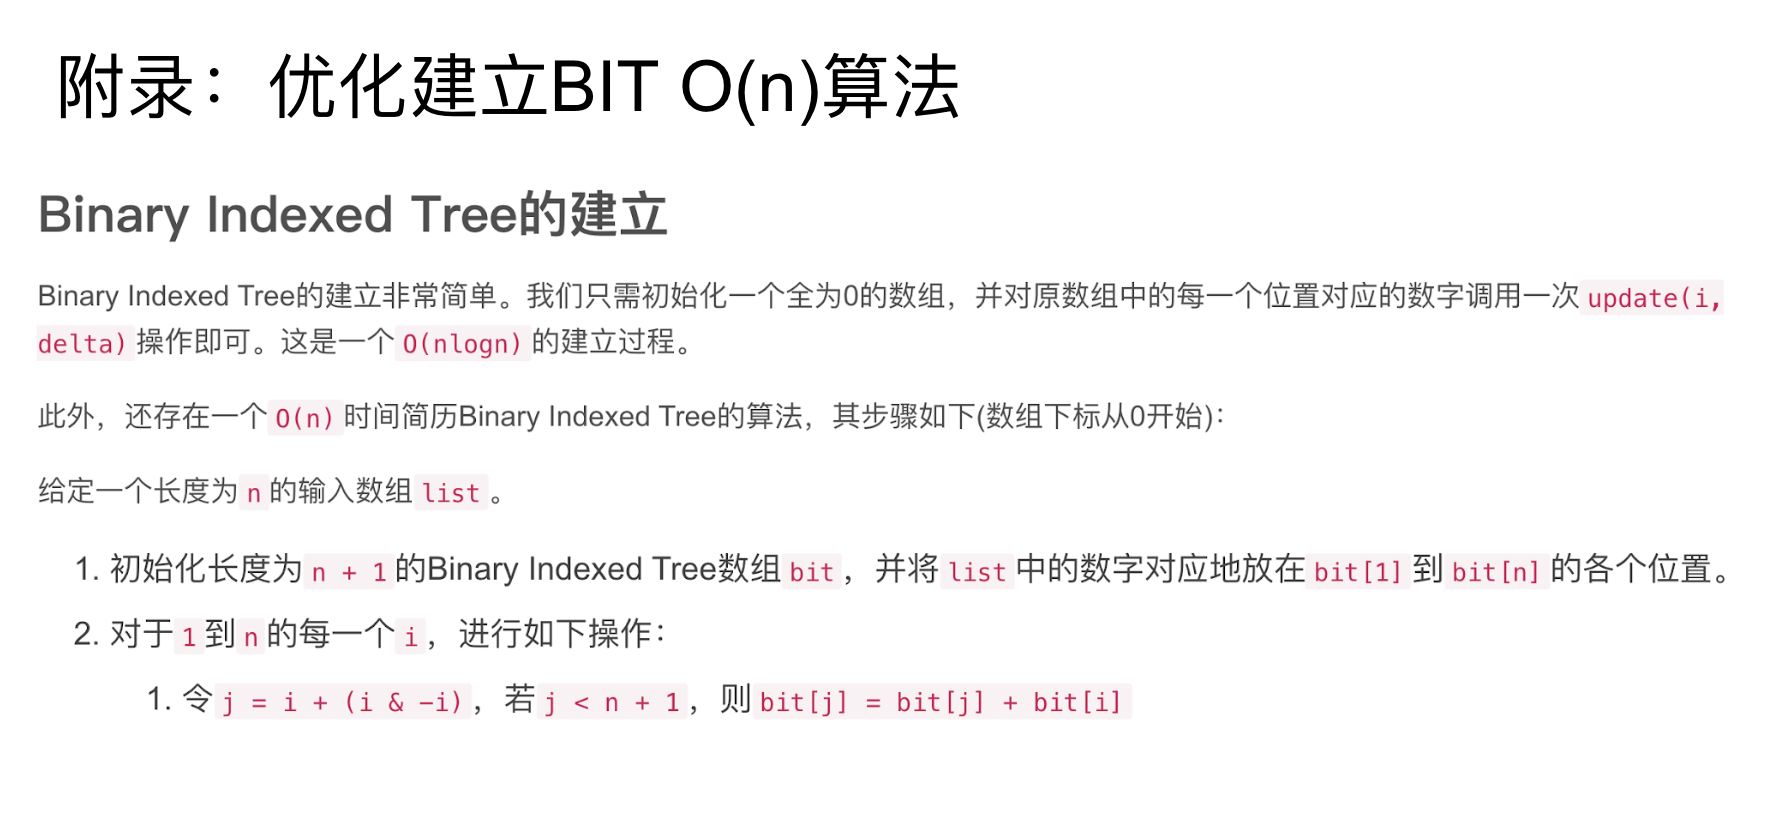 附录：优化建立BIT O(n)算法
Binary Indexed Tree的建立
Binary Indexed Tree的建立非常简单。我们只需初始化一个全为0的数组，并对原数组中的每一个位置对应的数字调用一次 update(i,
delta) 操作即可。这是一个 O(nlogn) 的建立过程。
此外，还存在一个 O(n) 时间简历Binary Indexed Tree的算法，其步骤如下(数组下标从0开始)：
给定一个长度为 n 的输入数组 list 。
1. 初始化长度为 n + 1 的Binary Indexed Tree数组 bit ，并将 list 中的数字对应地放在 bit[1] 到 bit[n] 的各个位置。
2. 对于 1 到 n 的每一个 i ，进行如下操作：
1. 令 j = i + (i & -i) ，若 j < n + 1 ，则 bit[j] = bit[j] + bit[i]